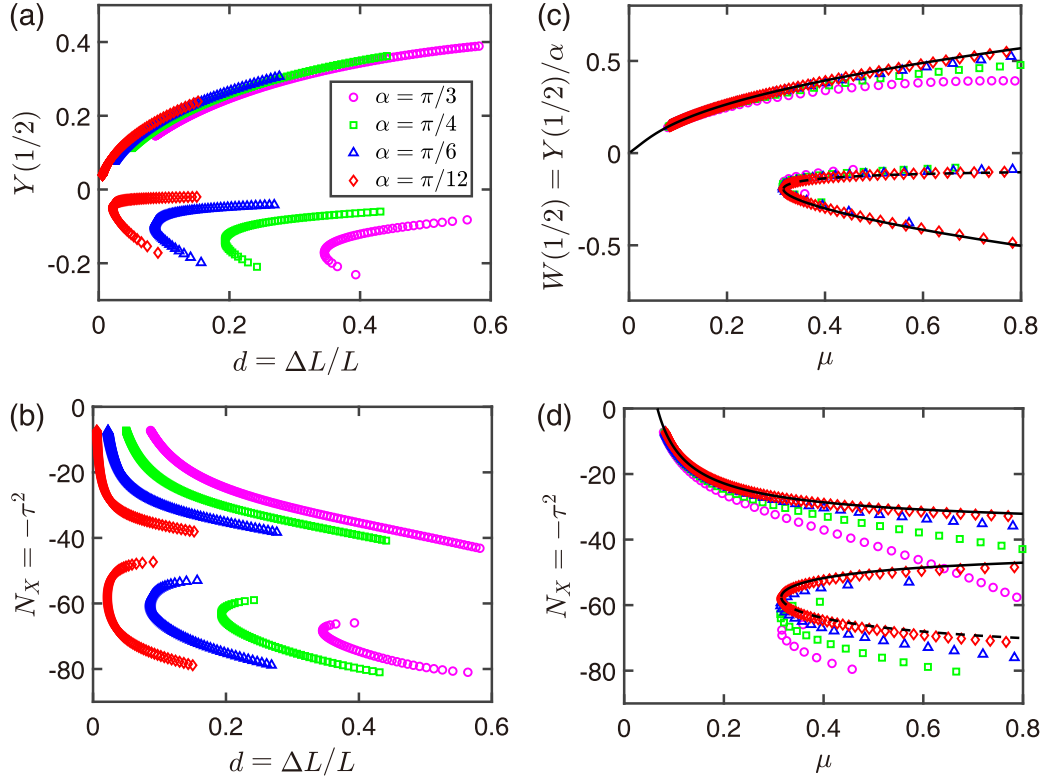 (a)
0.4
0.2
0
-0.2
Y(1/2)
0 0.2 0.4 0.6
d = ΔL/L
α = π/3
α = π/4
α = π/6
α = π/12
(c)
0.5
0
-0.5
W(1/2) = Y(1/2)/α
0 0.2 0.4 0.6 0.8
μ
(b)
0
-20
-40
-60
-80
N_X = −τ²
0 0.2 0.4 0.6
d = ΔL/L
(d)
0
-20
-40
-60
-80
N_X = −τ²
0 0.2 0.4 0.6 0.8
μ